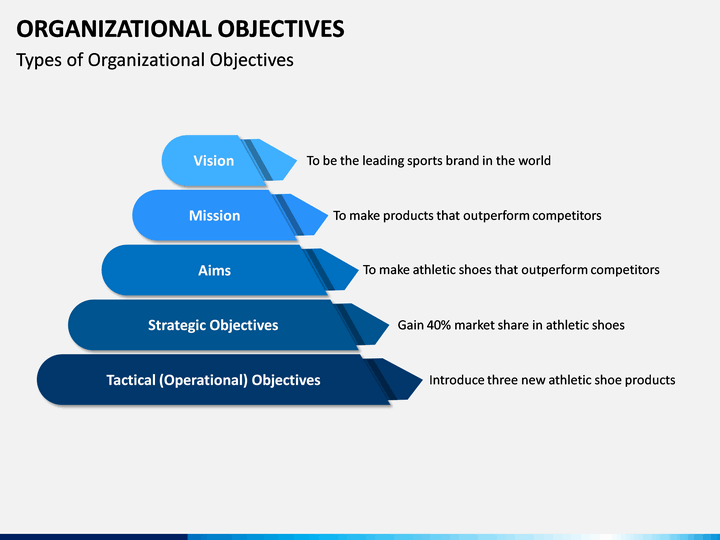 ORGANIZATIONAL OBJECTIVES
Types of Organizational Objectives
Vision
To be the leading sports brand in the world
Mission
To make products that outperform competitors
Aims
To make athletic shoes that outperform competitors
Strategic Objectives
Gain 40% market share in athletic shoes
Tactical (Operational) Objectives
Introduce three new athletic shoe products